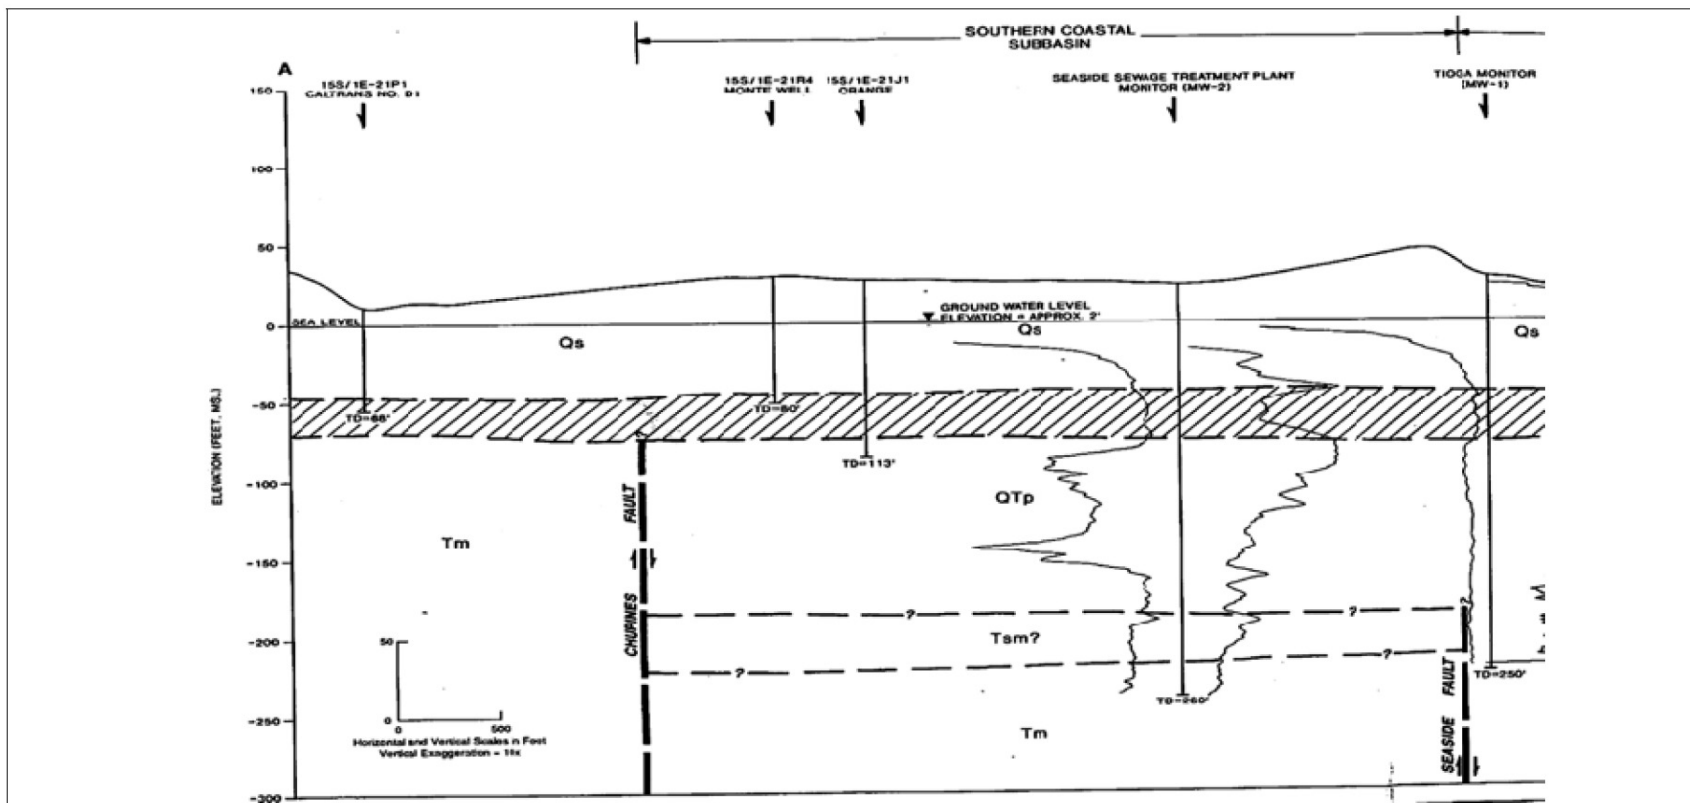 SOUTHERN COASTAL
SUBBASIN
A
15S/1E-21P1
CALTRANS NO. B1
15S/1E-21R4
MONTE WELL
15S/1E-21J1
ORANGE
SEASIDE SEWAGE TREATMENT PLANT
MONITOR (MW-2)
TIOGA MONITOR
(MW-1)
150
100
50
0
-50
-100
-150
-200
-250
-300
ELEVATION (FEET, MSL)
SEA LEVEL
GROUND WATER LEVEL
ELEVATION = APPROX. 2'
Qs
Qs
Qs
TD=68'
TD=80'
TD=113'
QTp
Tm
CHUPINES FAULT
?
?
?
Tsm?
?
?
TD=260'
TD=250'
SEASIDE FAULT
Tm
50
0
0
500
Horizontal and Vertical Scales in Feet
Vertical Exaggeration = 10x